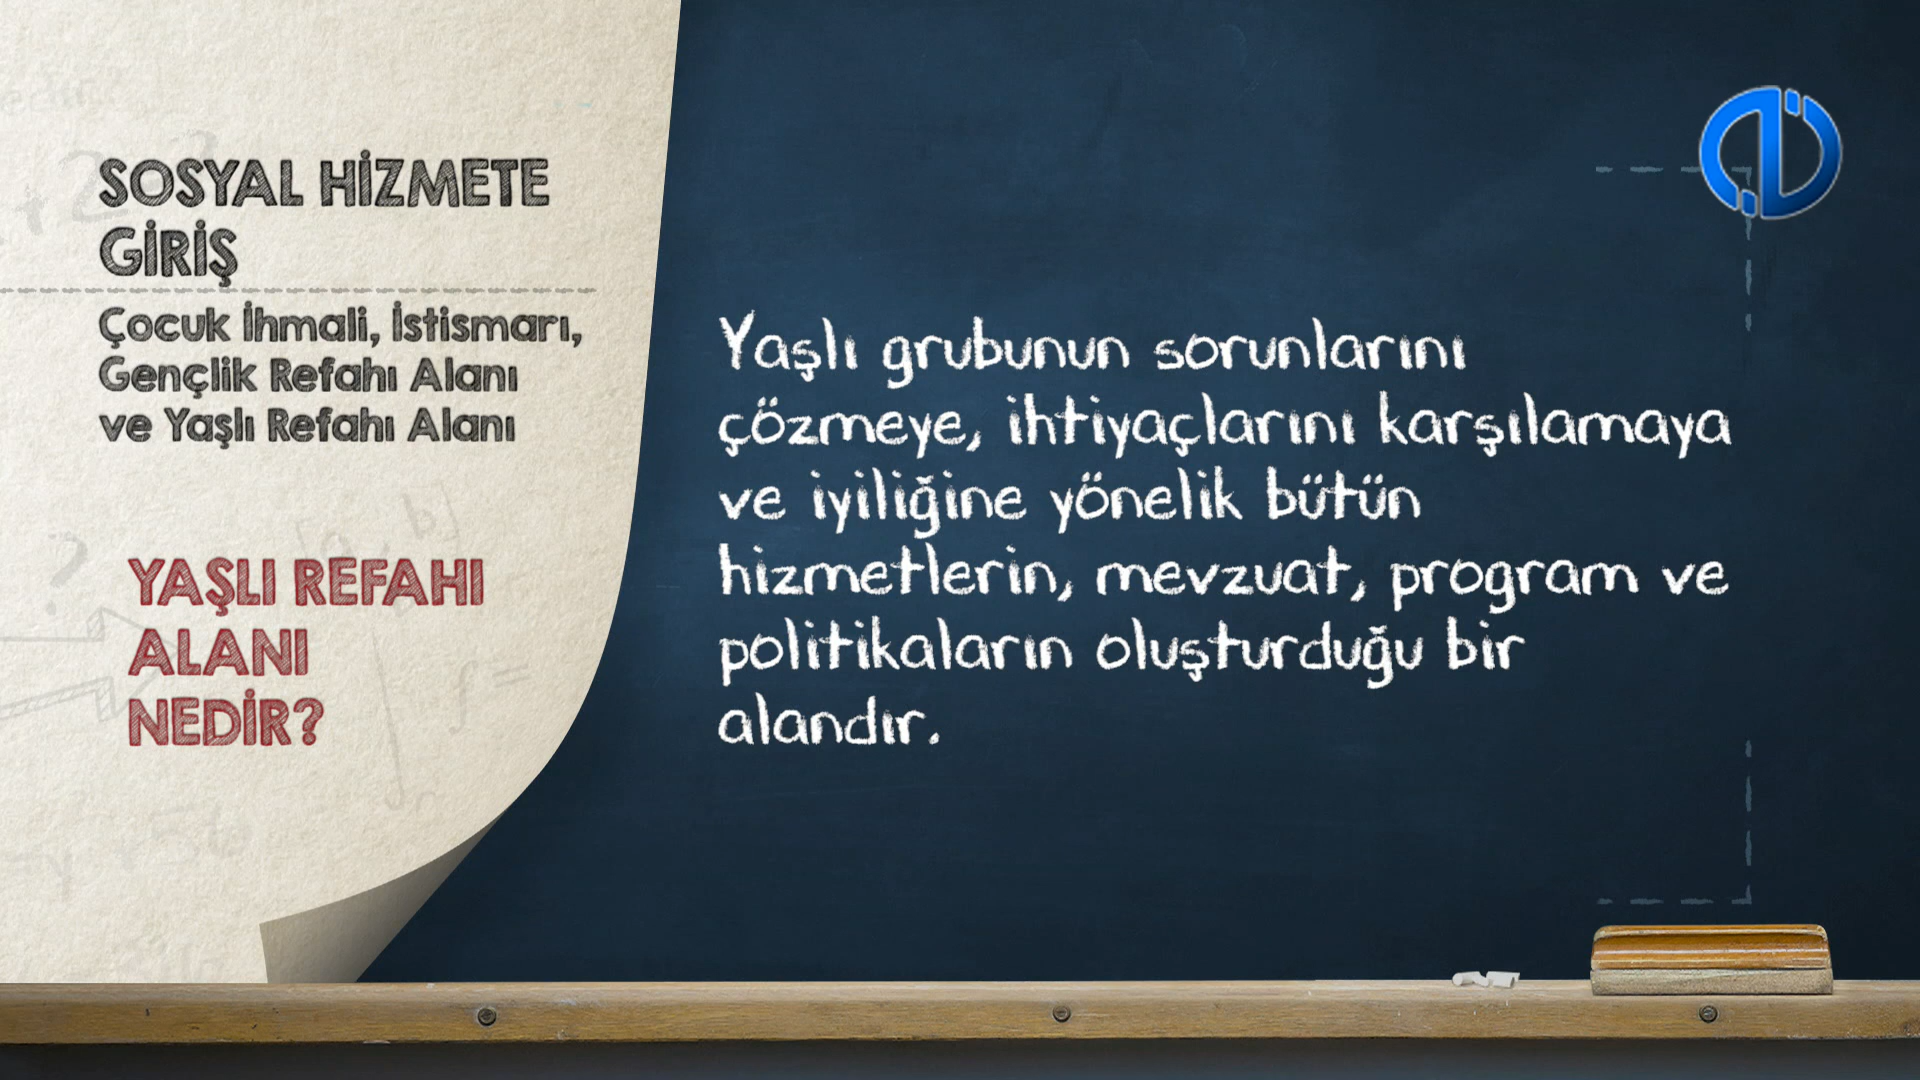 SOSYAL HİZMETE
GİRİŞ
Çocuk İhmali, İstismarı,
Gençlik Refahı Alanı
ve Yaşlı Refahı Alanı
YAŞLI REFAHI
ALANI
NEDİR?
Yaşlı grubunun sorunlarını
çözmeye, ihtiyaçlarını karşılamaya
ve iyiliğine yönelik bütün
hizmetlerin, mevzuat, program ve
politikaların oluşturduğu bir
alandır.